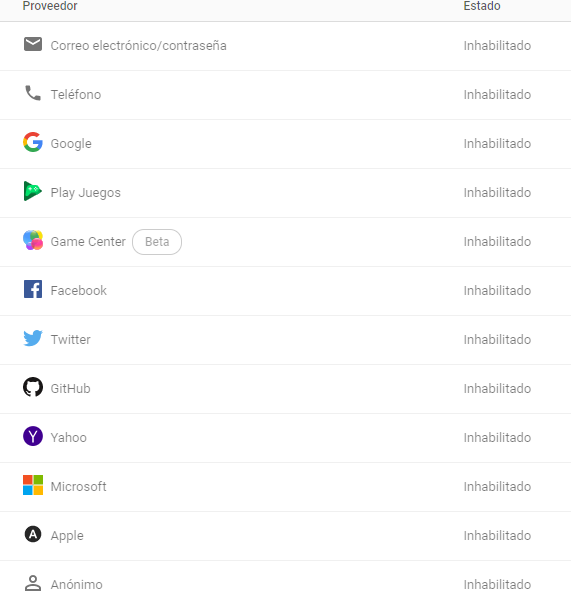 Proveedor Estado
Correo electrónico/contraseña Inhabilitado
Teléfono Inhabilitado
Google Inhabilitado
Play Juegos Inhabilitado
Game Center Beta Inhabilitado
Facebook Inhabilitado
Twitter Inhabilitado
GitHub Inhabilitado
Yahoo Inhabilitado
Microsoft Inhabilitado
Apple Inhabilitado
Anónimo Inhabilitado